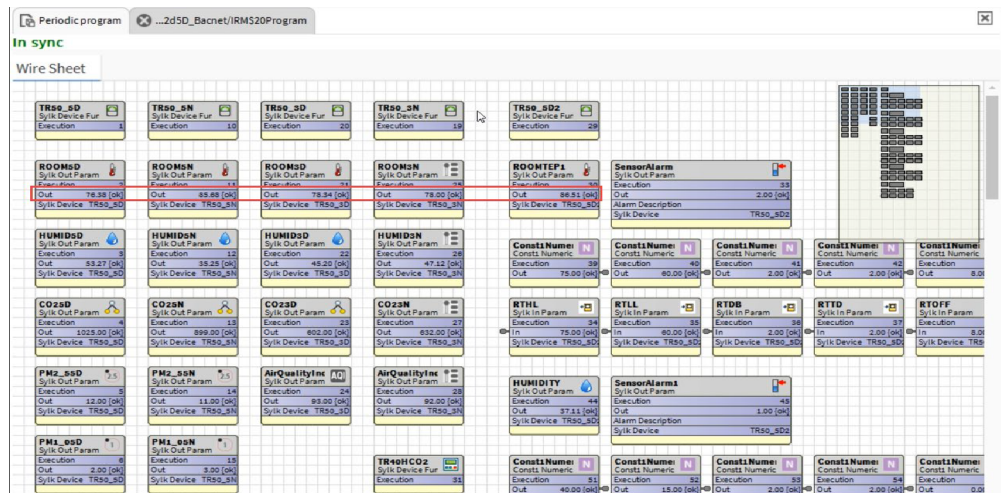 Periodic program
...2d5D_Bacnet/IRMS20Program
In sync
Wire Sheet
TR50_5D
Sylk Device Fur
Execution 1
TR50_5N
Sylk Device Fur
Execution 10
TR50_3D
Sylk Device Fur
Execution 20
TR50_3N
Sylk Device Fur
Execution 19
TR50_5D2
Sylk Device Fur
Execution 29
ROOM5D
Sylk Out Param
Execution 2
Out 76.38 [ok]
Sylk Device TR50_5D
ROOM5N
Sylk Out Param
Execution 11
Out 85.68 [ok]
Sylk Device TR50_5N
ROOM3D
Sylk Out Param
Execution 21
Out 78.34 [ok]
Sylk Device TR50_3D
ROOM3N
Sylk Out Param
Execution 25
Out 78.00 [ok]
Sylk Device TR50_3N
ROOMTEP1
Sylk Out Param
Execution 30
Out 86.51 [ok]
Sylk Device TR50_5D2
SensorAlarm
Sylk Out Param
Execution 33
Out 2.00 [ok]
Alarm Description
Sylk Device TR50_5D2
HUMID5D
Sylk Out Param
Execution 3
Out 53.27 [ok]
Sylk Device TR50_5D
HUMID5N
Sylk Out Param
Execution 12
Out 35.25 [ok]
Sylk Device TR50_5N
HUMID3D
Sylk Out Param
Execution 22
Out 45.20 [ok]
Sylk Device TR50_3D
HUMID3N
Sylk Out Param
Execution 26
Out 47.12 [ok]
Sylk Device TR50_3N
Const1Numer
Const1 Numeric
Execution 39
Out 75.00 [ok]
Const1Numer
Const1 Numeric
Execution 40
Out 60.00 [ok]
Const1Numer
Const1 Numeric
Execution 41
Out 2.00 [ok]
Const1Numer
Const1 Numeric
Execution 42
Out 2.00 [ok]
Const1Numer
Const1 Numeric
Execution
Out 8.0
CO25D
Sylk Out Param
Execution 4
Out 1025.00 [ok]
Sylk Device TR50_5D
CO25N
Sylk Out Param
Execution 13
Out 899.00 [ok]
Sylk Device TR50_5N
CO23D
Sylk Out Param
Execution 23
Out 602.00 [ok]
Sylk Device TR50_3D
CO23N
Sylk Out Param
Execution 27
Out 632.00 [ok]
Sylk Device TR50_3N
RTHL
Sylk In Param
Execution 34
In 75.00 [ok]
Sylk Device TR50_5D2
RTLL
Sylk In Param
Execution 35
In 60.00 [ok]
Sylk Device TR50_5D2
RTDB
Sylk In Param
Execution 36
In 2.00 [ok]
Sylk Device TR50_5D2
RTTD
Sylk In Param
Execution 37
In 2.00 [ok]
Sylk Device TR50_5D2
RTOFF
Sylk In Param
Execution
In 8.0
Sylk Device TR5
PM2_55D
Sylk Out Param
Execution 5
Out 12.00 [ok]
Sylk Device TR50_5D
PM2_55N
Sylk Out Param
Execution 14
Out 11.00 [ok]
Sylk Device TR50_5N
AirQualityInc
Sylk Out Param
Execution 24
Out 93.00 [ok]
Sylk Device TR50_3D
AirQualityInc
Sylk Out Param
Execution 28
Out 92.00 [ok]
Sylk Device TR50_3N
HUMIDITY
Sylk Out Param
Execution 44
Out 37.11 [ok]
Sylk Device TR50_5D2
SensorAlarm1
Sylk Out Param
Execution 45
Out 1.00 [ok]
Alarm Description
Sylk Device TR50_5D2
PM1_05D
Sylk Out Param
Execution 6
Out 2.00 [ok]
Sylk Device TR50_5D
PM1_05N
Sylk Out Param
Execution 15
Out 3.00 [ok]
Sylk Device TR50_5N
TR40HCO2
Sylk Device Fur
Execution 31
Const1Numer
Const1 Numeric
Execution 51
Out 40.00 [ok]
Const1Numer
Const1 Numeric
Execution 52
Out 15.00 [ok]
Const1Numer
Const1 Numeric
Execution 53
Out 2.00 [ok]
Const1Numer
Const1 Numeric
Execution 54
Out 2.00 [ok]
Const1Numer
Const1 Numeric
Execution
Out 0.0